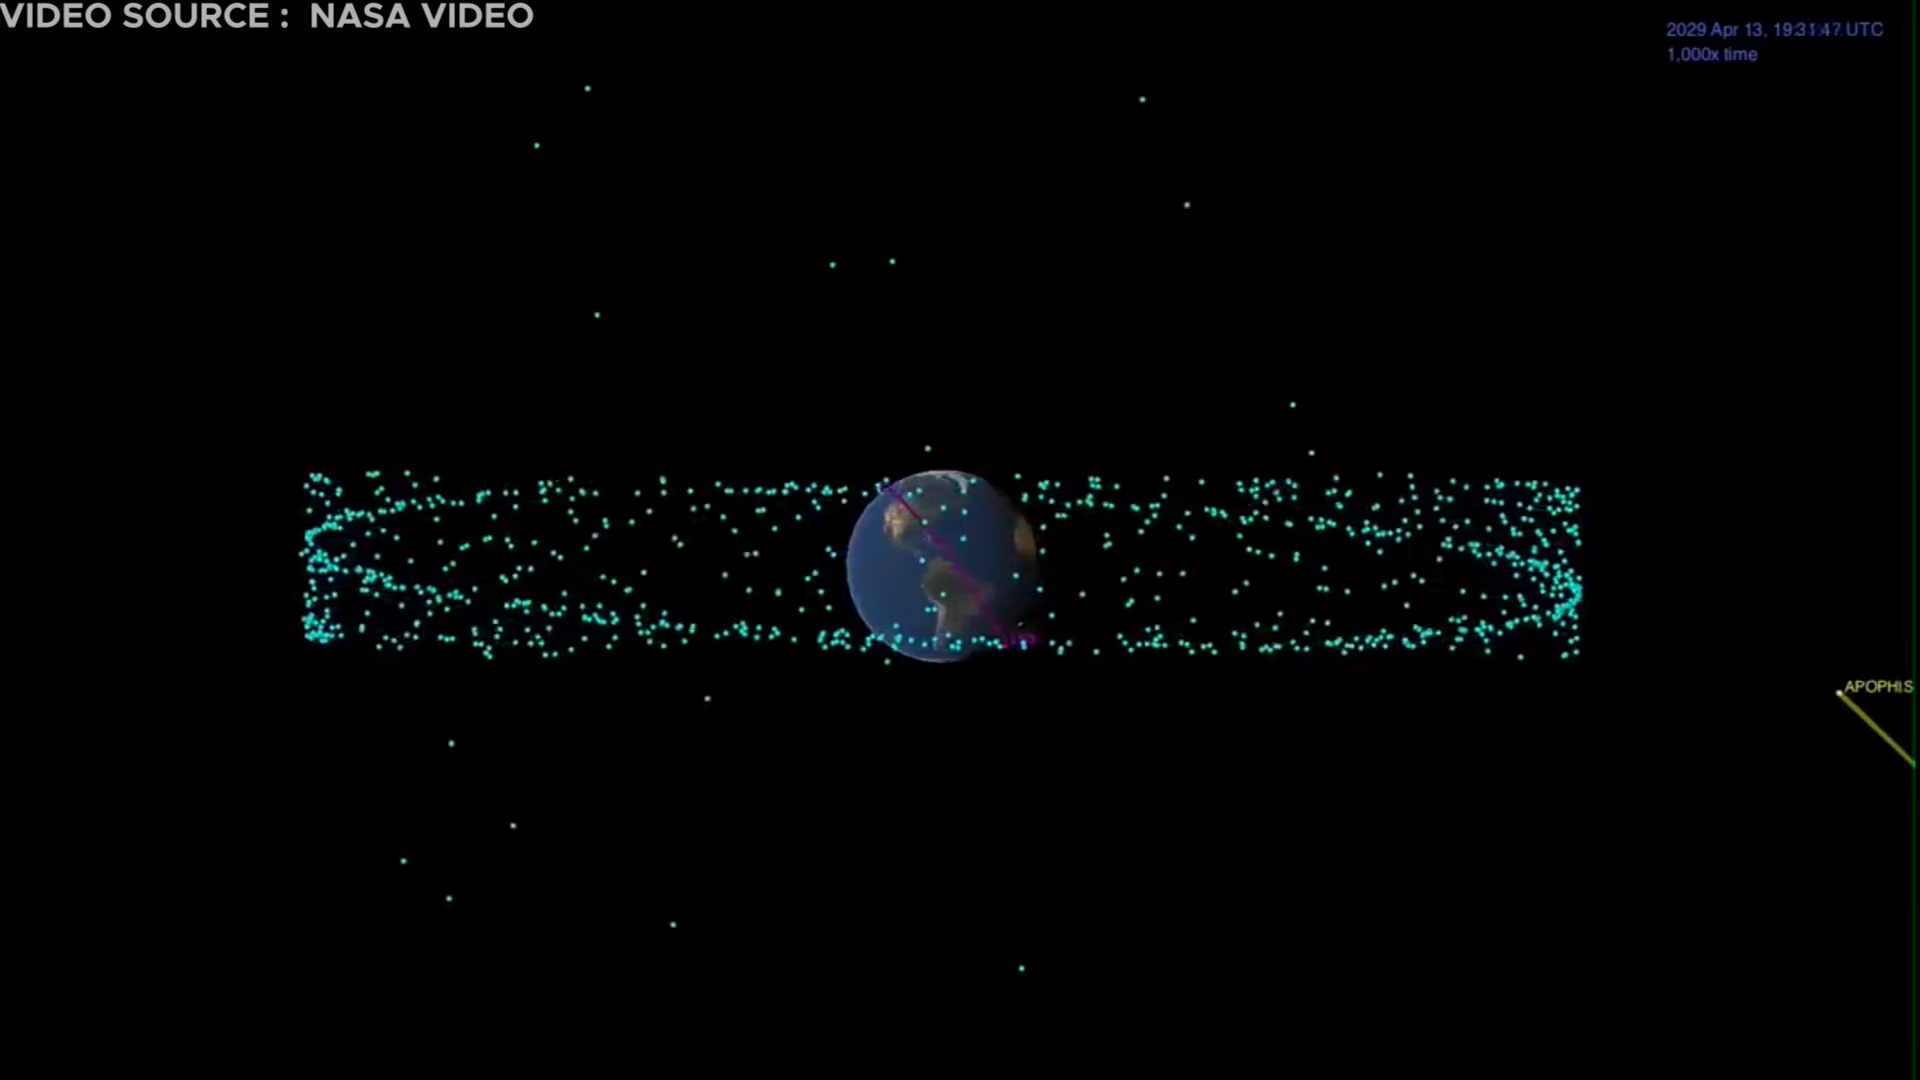 VIDEO SOURCE :  NASA VIDEO
2029 Apr 13, 19:31:47 UTC
1,000x time
APOPHIS